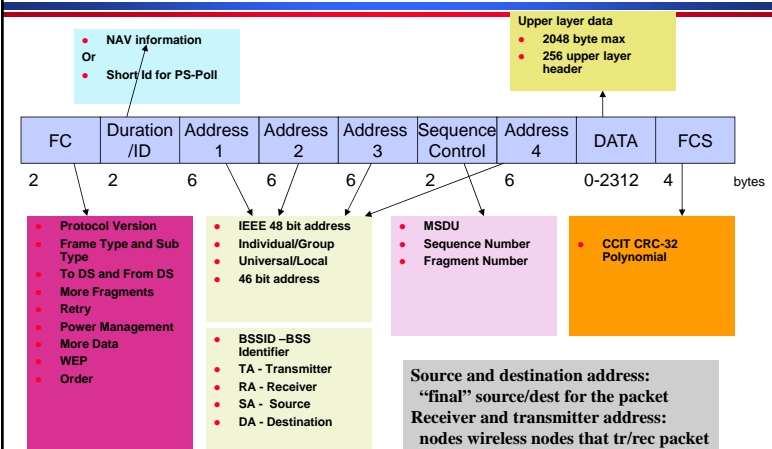 NAV information
Or
Short Id for PS-Poll
Upper layer data
2048 byte max
256 upper layer
header
FC
Duration
/ID
Address
1
Address
2
Address
3
Sequence
Control
Address
4
DATA
FCS
2 2 6 6 6 2 6 0-2312 4 bytes
Protocol Version
Frame Type and Sub
Type
To DS and From DS
More Fragments
Retry
Power Management
More Data
WEP
Order
IEEE 48 bit address
Individual/Group
Universal/Local
46 bit address
BSSID –BSS
Identifier
TA - Transmitter
RA - Receiver
SA - Source
DA - Destination
MSDU
Sequence Number
Fragment Number
CCIT CRC-32
Polynomial
Source and destination address:
“final” source/dest for the packet
Receiver and transmitter address:
nodes wireless nodes that tr/rec packet